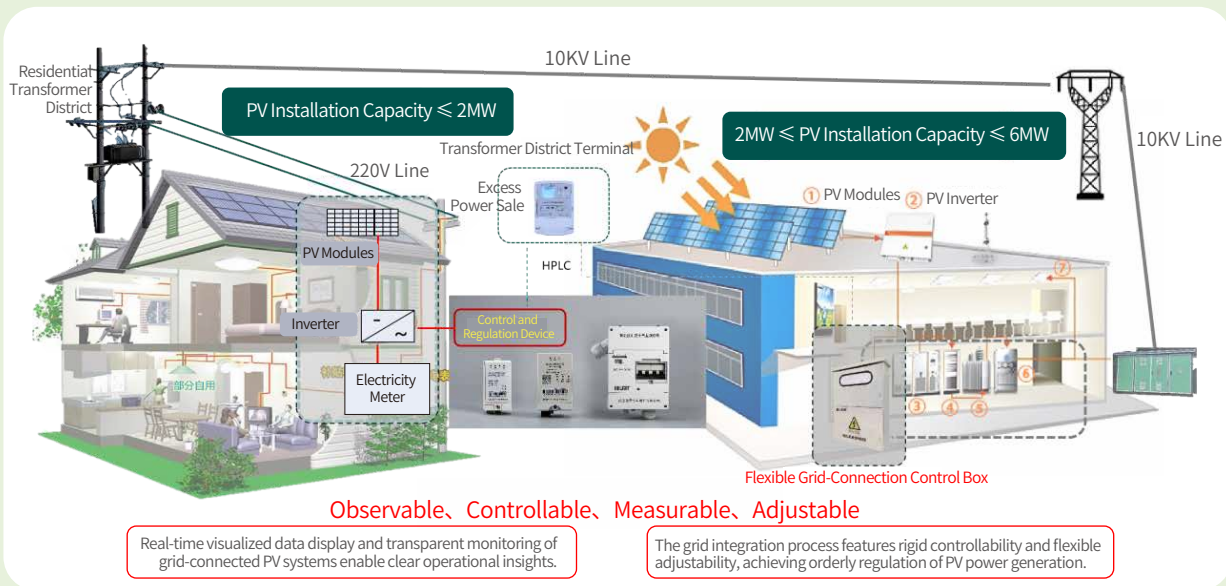 10KV Line
Residential
Transformer
District
PV Installation Capacity ≤ 2MW
2MW ≤ PV Installation Capacity ≤ 6MW
10KV Line
Transformer District Terminal
220V Line
Excess
Power Sale
① PV Modules
② PV Inverter
PV Modules
HPLC
⑦
Inverter
-
~
Control and
Regulation Device
部分自用
Electricity
Meter
③
④
⑤
⑥
Flexible Grid-Connection Control Box
Observable、Controllable、Measurable、Adjustable
Real-time visualized data display and transparent monitoring of
grid-connected PV systems enable clear operational insights.
The grid integration process features rigid controllability and flexible
adjustability, achieving orderly regulation of PV power generation.